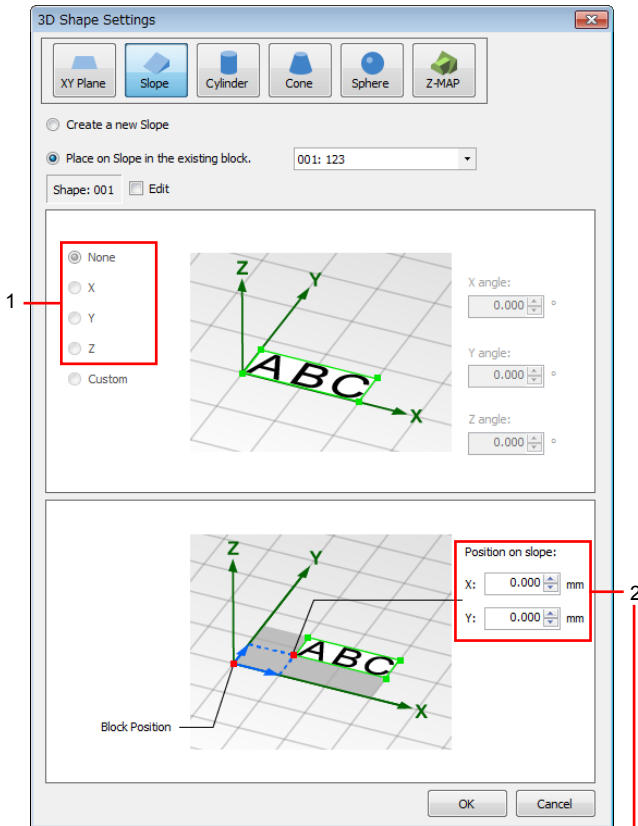 3D Shape Settings
XY Plane Slope Cylinder Cone Sphere Z-MAP
Create a new Slope
Place on Slope in the existing block. 001: 123
Shape: 001 Edit
None
X
Y
Z
Custom
1
Z
Y
ABC
X
X angle:
0.000 °
Y angle:
0.000 °
Z angle:
0.000 °
Z
Y
ABC
X
Block Position
Position on slope:
X: 0.000 mm
Y: 0.000 mm
2
OK Cancel